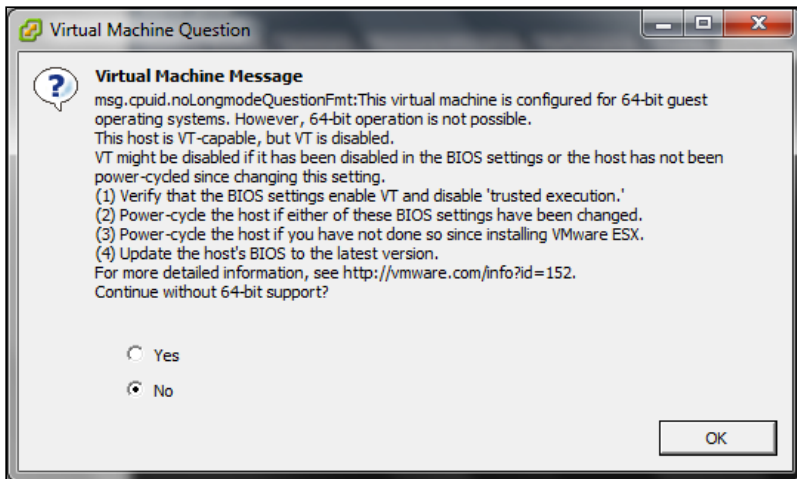 Virtual Machine Question
Virtual Machine Message
msg.cpuid.noLongmodeQuestionFmt:This virtual machine is configured for 64-bit guest
operating systems. However, 64-bit operation is not possible.
This host is VT-capable, but VT is disabled.
VT might be disabled if it has been disabled in the BIOS settings or the host has not been
power-cycled since changing this setting.
(1) Verify that the BIOS settings enable VT and disable 'trusted execution.'
(2) Power-cycle the host if either of these BIOS settings have been changed.
(3) Power-cycle the host if you have not done so since installing VMware ESX.
(4) Update the host's BIOS to the latest version.
For more detailed information, see http://vmware.com/info?id=152.
Continue without 64-bit support?
Yes
No
OK